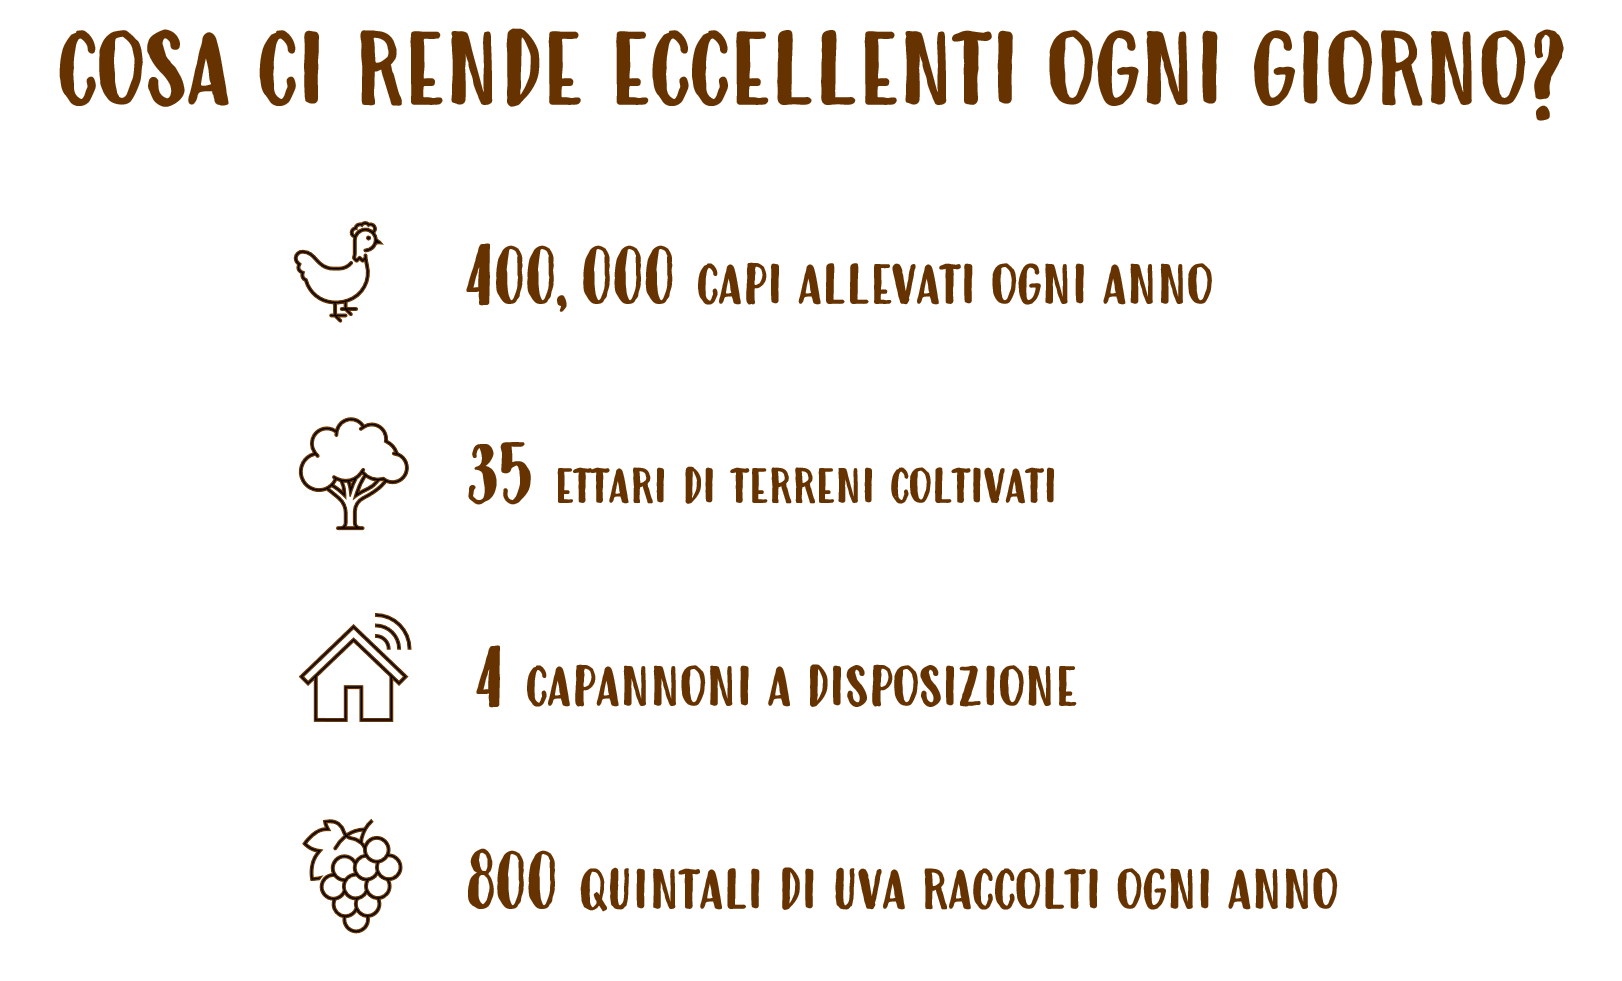 COSA CI RENDE ECCELLENTI OGNI GIORNO?
400,000 CAPI ALLEVATI OGNI ANNO
35 ETTARI DI TERRENI COLTIVATI
4 CAPANNONI A DISPOSIZIONE
800 QUINTALI DI UVA RACCOLTI OGNI ANNO